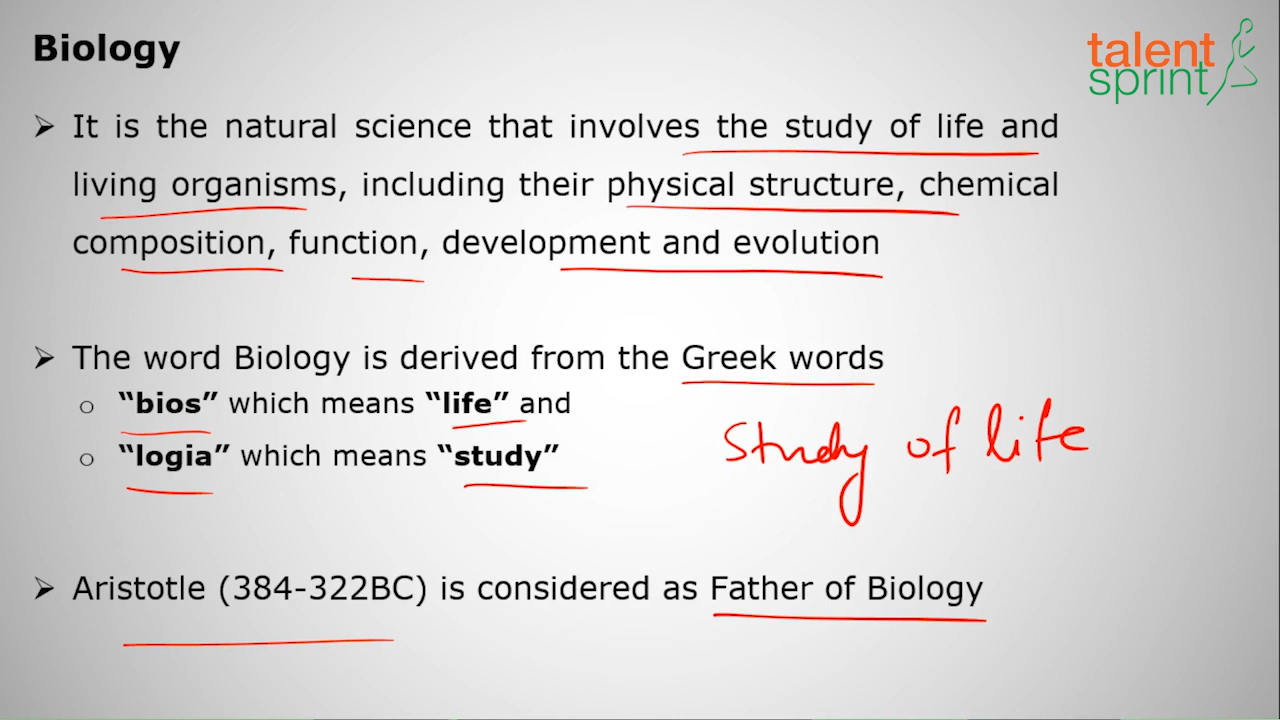 Biology
talent
sprint
➢ It is the natural science that involves the study of life and
living organisms, including their physical structure, chemical
composition, function, development and evolution
➢ The word Biology is derived from the Greek words
o “bios” which means “life” and
o “logia” which means “study”
Study of life
➢ Aristotle (384-322BC) is considered as Father of Biology